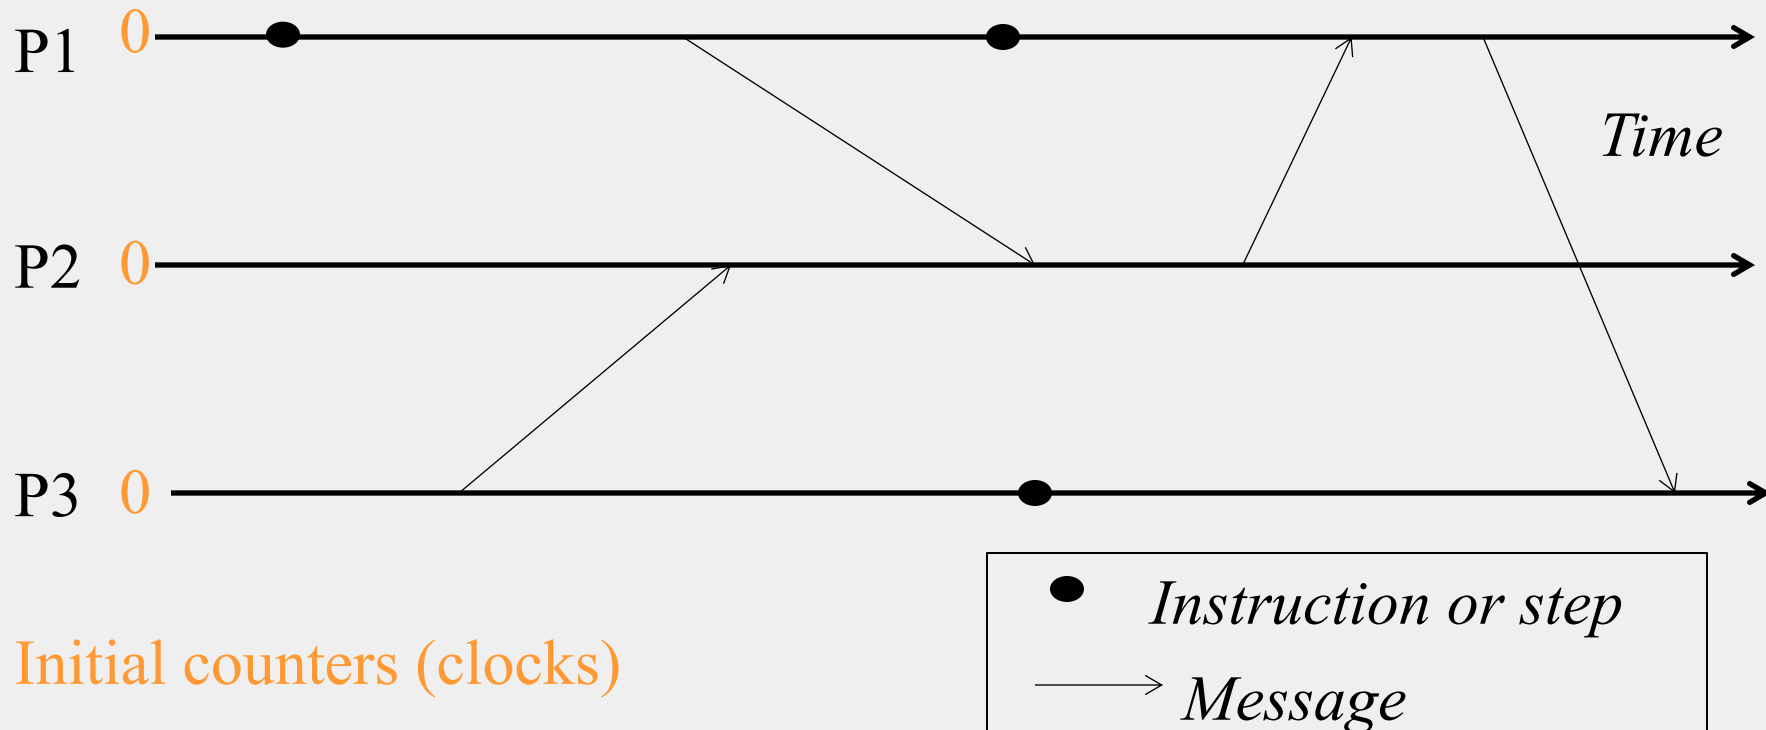 P1 0
Time
P2 0
P3 0
Instruction or step
Initial counters (clocks)
Message